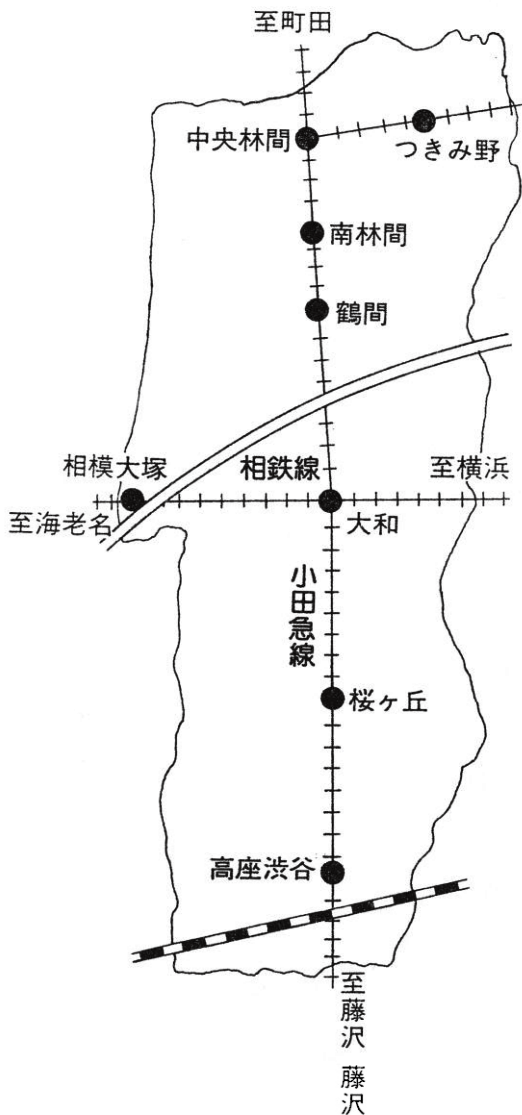 至町田
中央林間
つきみ野
南林間
鶴間
相模大塚
相鉄線
至横浜
至海老名
大和
小田急線
桜ヶ丘
高座渋谷
至藤沢
藤沢